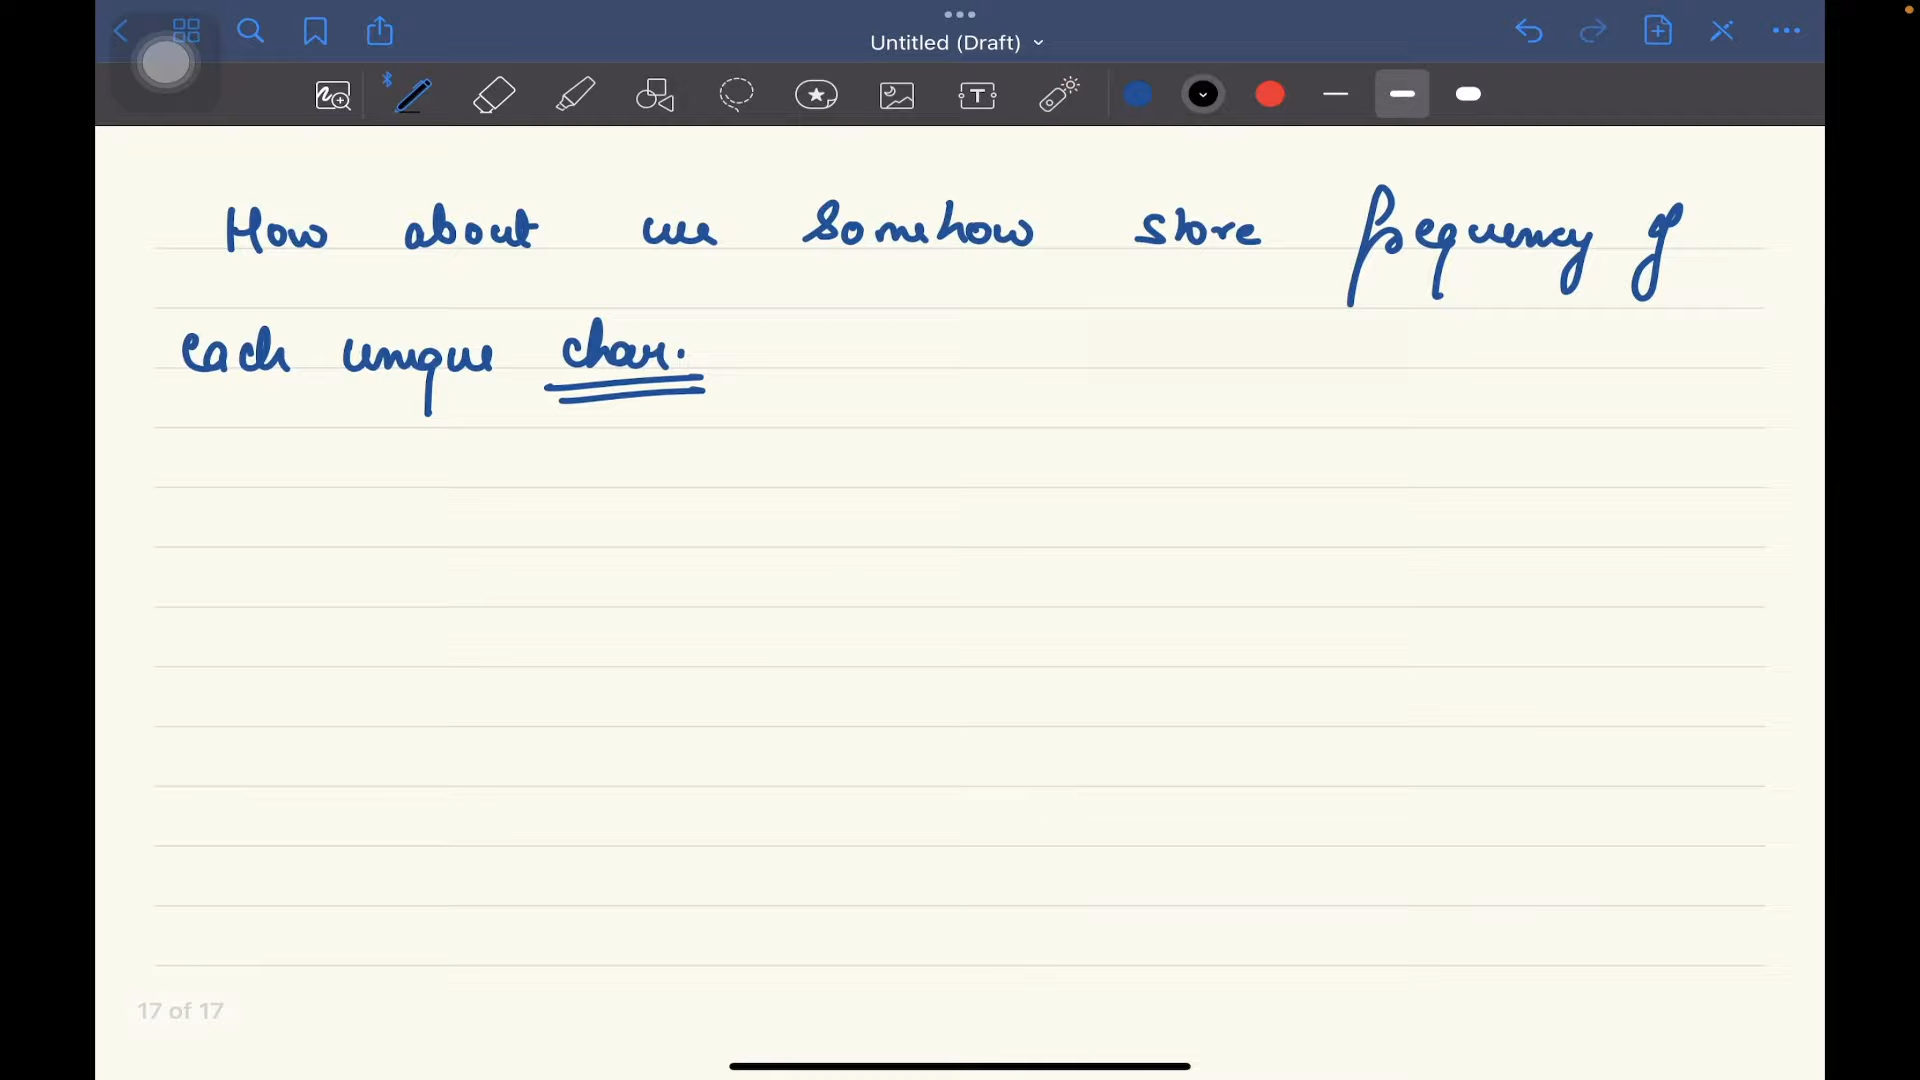 Untitled (Draft)
How about we somehow store frequency of
each unique char.
17 of 17